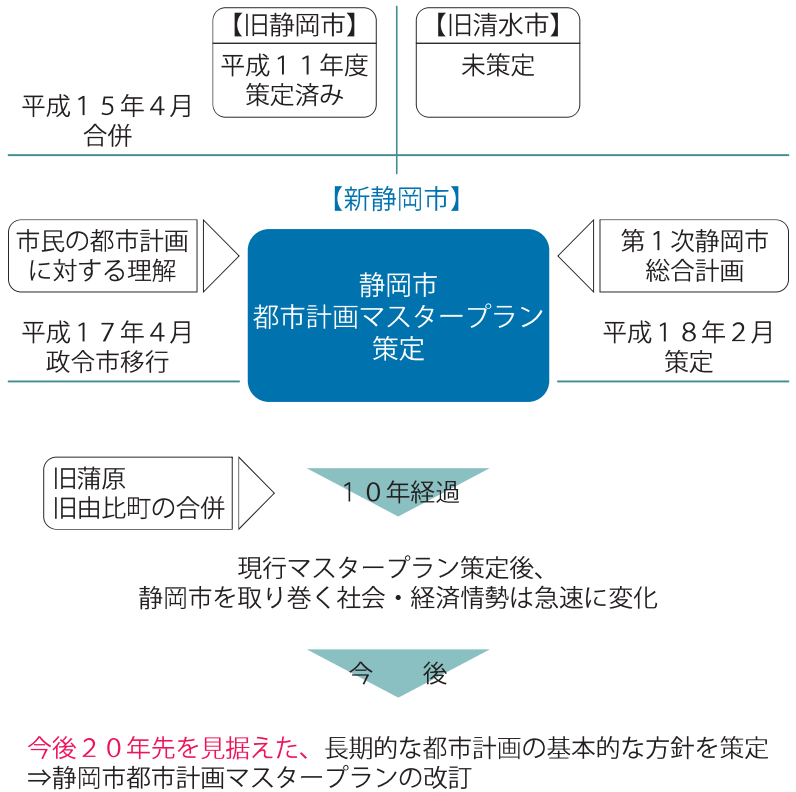 【旧静岡市】
平成１１年度
策定済み
【旧清水市】
未策定
平成１５年４月
合併
【新静岡市】
市民の都市計画
に対する理解
静岡市
都市計画マスタープラン
策定
第１次静岡市
総合計画
平成１７年４月
政令市移行
平成１８年２月
策定
旧蒲原
旧由比町の合併
１０年経過
現行マスタープラン策定後、
静岡市を取り巻く社会・経済情勢は急速に変化
今　後
今後２０年先を見据えた、長期的な都市計画の基本的な方針を策定
⇒静岡市都市計画マスタープランの改訂